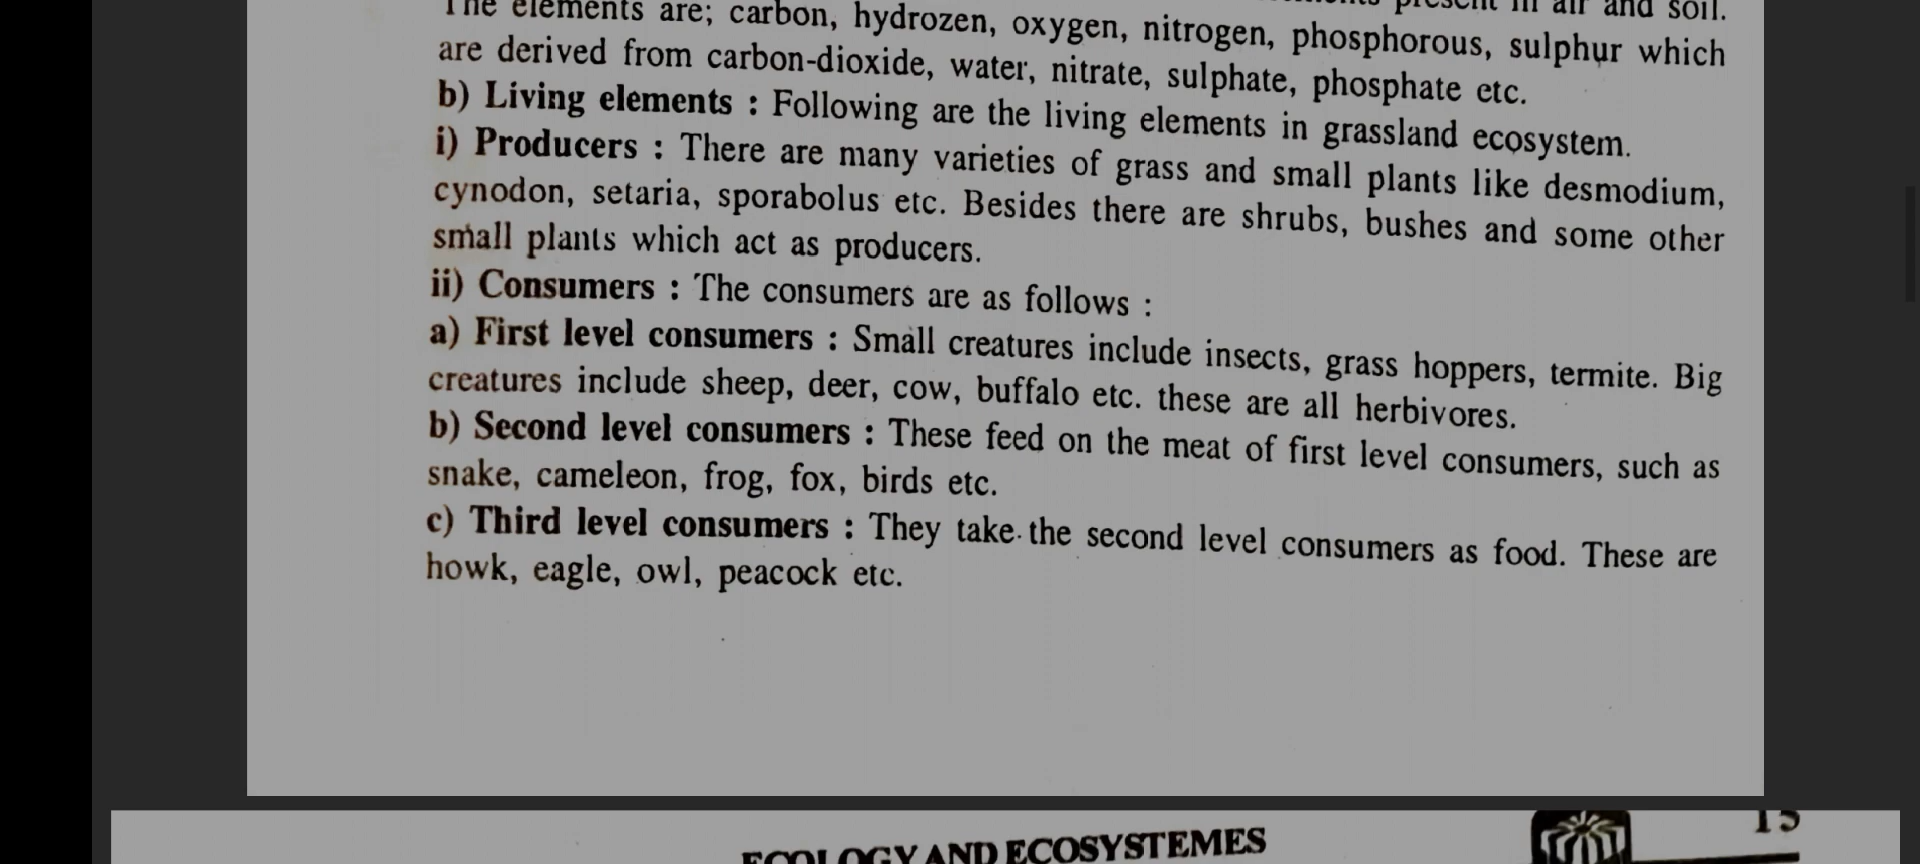 The elements are; carbon, hydrozen, oxygen, nitrogen, phosphorous, sulphur which present in air and soil.
are derived from carbon-dioxide, water, nitrate, sulphate, phosphate etc.
b) Living elements : Following are the living elements in grassland ecosystem.
i) Producers : There are many varieties of grass and small plants like desmodium,
cynodon, setaria, sporabolus etc. Besides there are shrubs, bushes and some other
small plants which act as producers.
ii) Consumers : The consumers are as follows :
a) First level consumers : Small creatures include insects, grass hoppers, termite. Big
creatures include sheep, deer, cow, buffalo etc. these are all herbivores.
b) Second level consumers : These feed on the meat of first level consumers, such as
snake, cameleon, frog, fox, birds etc.
c) Third level consumers : They take the second level consumers as food. These are
howk, eagle, owl, peacock etc.
15
ECOLOGY AND ECOSYSTEMES